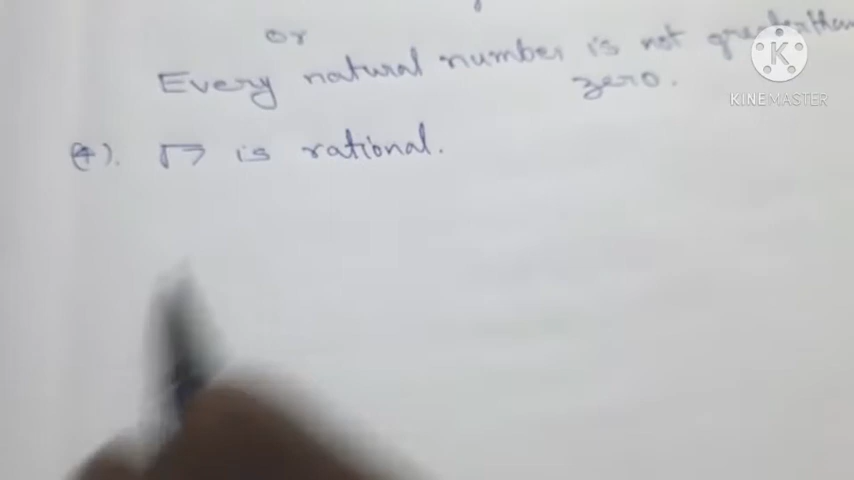 or
Every natural number is not greater than
zero.
(4). √7 is rational.
KINEMASTER